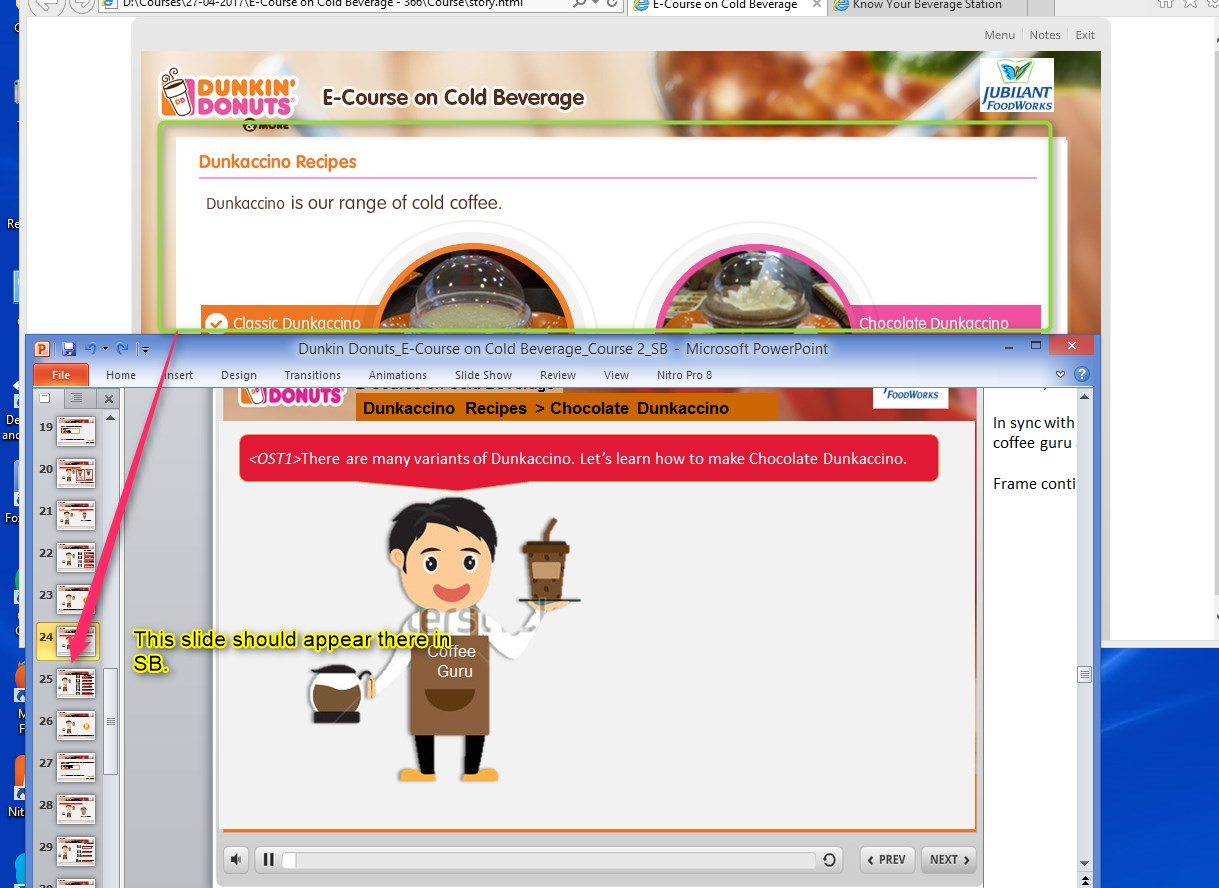 D:\Courses\27-04-2017\E-Course on Cold Beverage - 366\Course\story.html
E-Course on Cold Beverage
Know Your Beverage Station
Menu Notes Exit
DUNKIN'
DONUTS
& MORE
E-Course on Cold Beverage
JUBILANT
FOODWORKS
Dunkaccino Recipes
Dunkaccino is our range of cold coffee.
Classic Dunkaccino
Chocolate Dunkaccino
Dunkin Donuts_E-Course on Cold Beverage_Course 2_SB - Microsoft PowerPoint
File Home Insert Design Transitions Animations Slide Show Review View Nitro Pro 8
DONUTS
E-Course on Cold Beverage
FOODWORKS
Dunkaccino Recipes > Chocolate Dunkaccino
In sync with
coffee guru
Frame conti
<OST1>There are many variants of Dunkaccino. Let's learn how to make Chocolate Dunkaccino.
19
20
21
22
23
24
25
26
27
28
29
This slide should appear there in
SB.
Coffee
Guru
PREV
NEXT